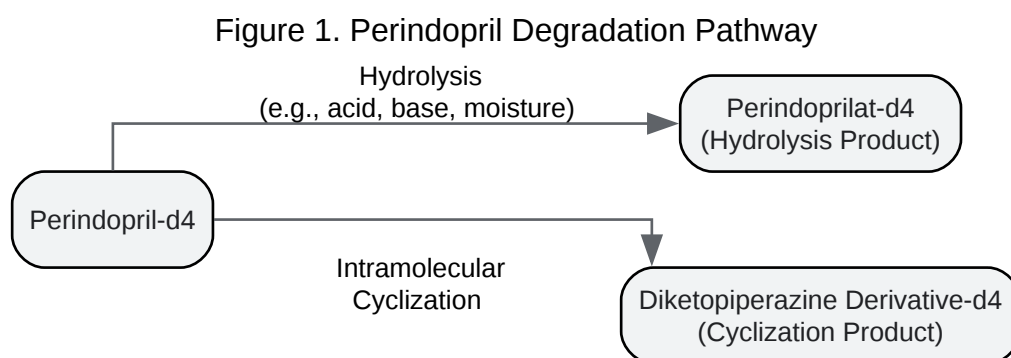 Figure 1. Perindopril Degradation Pathway
Hydrolysis
(e.g., acid, base, moisture)
Perindoprilat-d4
(Hydrolysis Product)
Perindopril-d4
Intramolecular
Cyclization
Diketopiperazine Derivative-d4
(Cyclization Product)